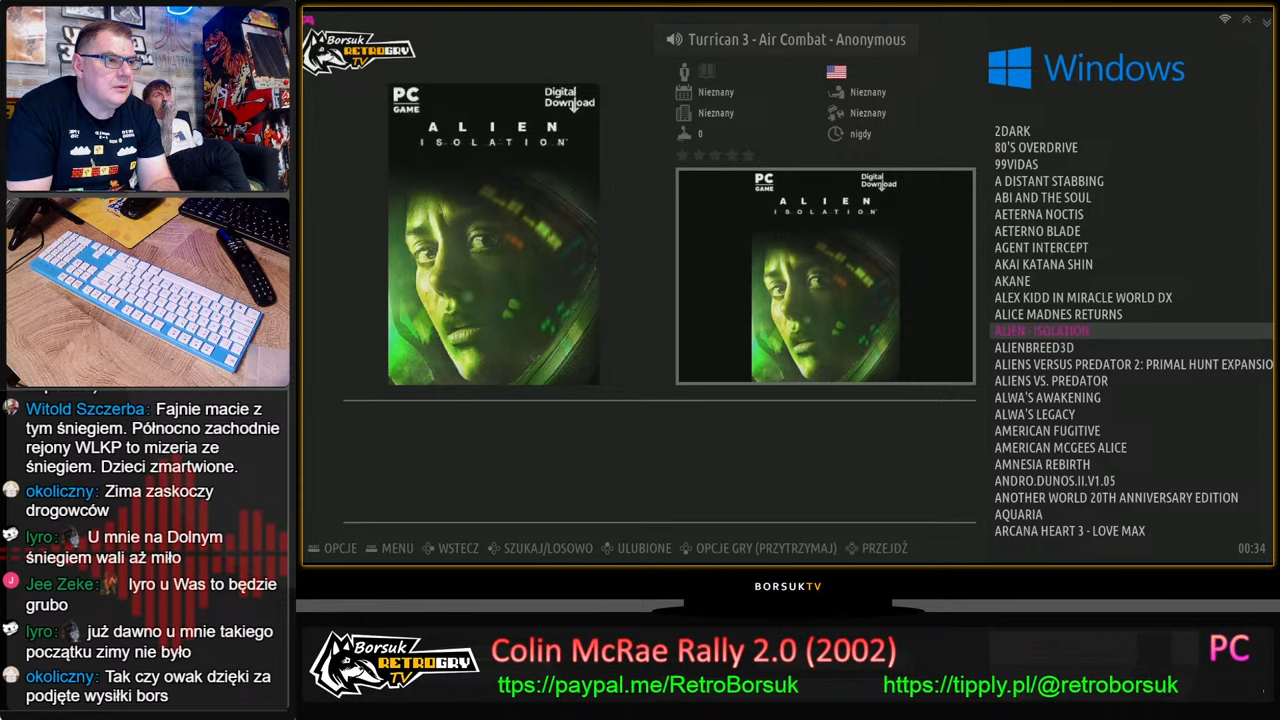 Witold Szczerba: Fajnie macie z
tym śniegiem. Północno zachodnie
rejony WLKP to mizeria ze
śniegiem. Dzieci zmartwione.
okoliczny: Zima zaskoczy
drogowców
lyro: U mnie na Dolnym
śniegiem wali aż miło
Jee Zeke: lyro u Was to będzie
grubo
lyro: już dawno u mnie takiego
początku zimy nie było
okoliczny: Tak czy owak dzięki za
podjęte wysiłki bors
Borsuk
RETROGRY
TV
PC
GAME
Digital
Download
ALIEN
ISOLATION
Turrican 3 - Air Combat - Anonymous
Nieznany
Nieznany
Nieznany
Nieznany
0
nigdy
PC
GAME
Digital
Download
ALIEN
ISOLATION
Windows
2DARK
80'S OVERDRIVE
99VIDAS
A DISTANT STABBING
ABI AND THE SOUL
AETERNA NOCTIS
AETERNO BLADE
AGENT INTERCEPT
AKAI KATANA SHIN
AKANE
ALEX KIDD IN MIRACLE WORLD DX
ALICE MADNES RETURNS
ALIEN - ISOLATION
ALIENBREED3D
ALIENS VERSUS PREDATOR 2: PRIMAL HUNT EXPANSIO
ALIENS VS. PREDATOR
ALWA'S AWAKENING
ALWA'S LEGACY
AMERICAN FUGITIVE
AMERICAN MCGEES ALICE
AMNESIA REBIRTH
ANDRO.DUNOS.II.V1.05
ANOTHER WORLD 20TH ANNIVERSARY EDITION
AQUARIA
ARCANA HEART 3 - LOVE MAX
OPCJE MENU WSTECZ SZUKAJ/LOSOWO ULUBIONE OPCJE GRY (PRZYTRZYMAJ) PRZEJDŹ
00:34
BORSUKTV
Borsuk
RETROGRY
TV
Colin McRae Rally 2.0 (2002)
PC
ttps://paypal.me/RetroBorsuk
https://tipply.pl/@retroborsuk